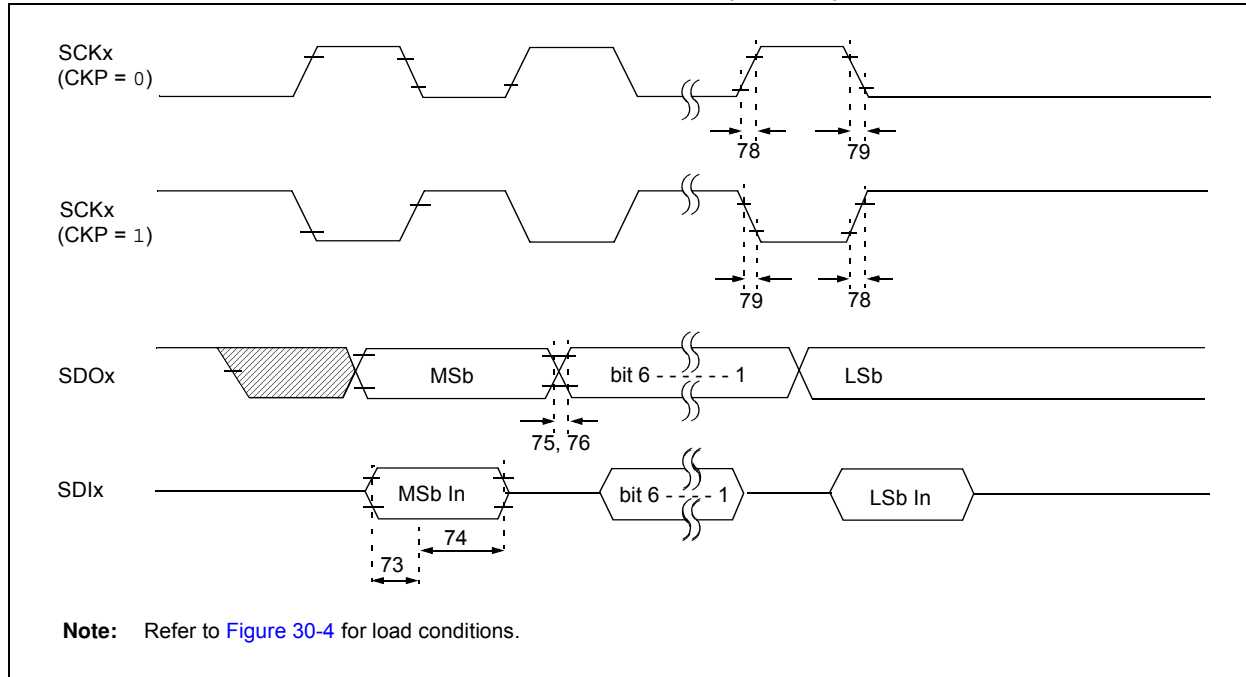 SCKx
(CKP = 0)
78
79
SCKx
(CKP = 1)
79
78
SDOx
MSb
bit 6 - - - - - - 1
LSb
75, 76
SDIx
MSb In
bit 6 - - - - 1
LSb In
74
73
Note: Refer to Figure 30-4 for load conditions.